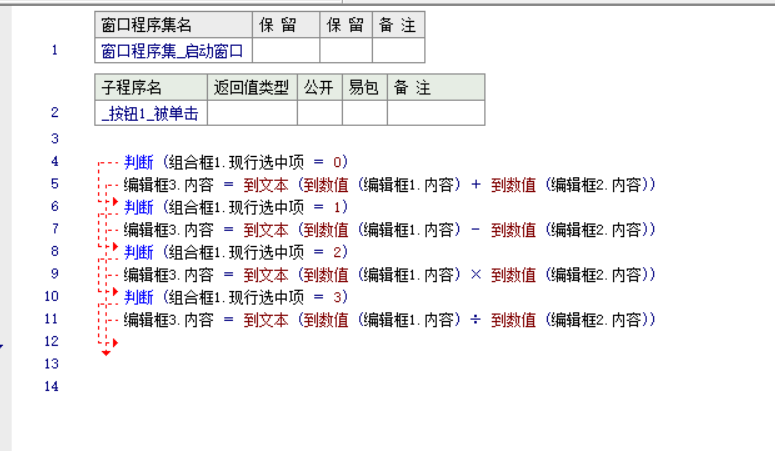 窗口程序集名 保 留 保 留 备 注
1 窗口程序集_启动窗口
子程序名 返回值类型 公开 易包 备 注
2 _按钮1_被单击
3
4 判断 (组合框1.现行选中项 = 0)
5 编辑框3.内容 = 到文本 (到数值 (编辑框1.内容) + 到数值 (编辑框2.内容))
6 判断 (组合框1.现行选中项 = 1)
7 编辑框3.内容 = 到文本 (到数值 (编辑框1.内容) - 到数值 (编辑框2.内容))
8 判断 (组合框1.现行选中项 = 2)
9 编辑框3.内容 = 到文本 (到数值 (编辑框1.内容) × 到数值 (编辑框2.内容))
10 判断 (组合框1.现行选中项 = 3)
11 编辑框3.内容 = 到文本 (到数值 (编辑框1.内容) ÷ 到数值 (编辑框2.内容))
12
13
14